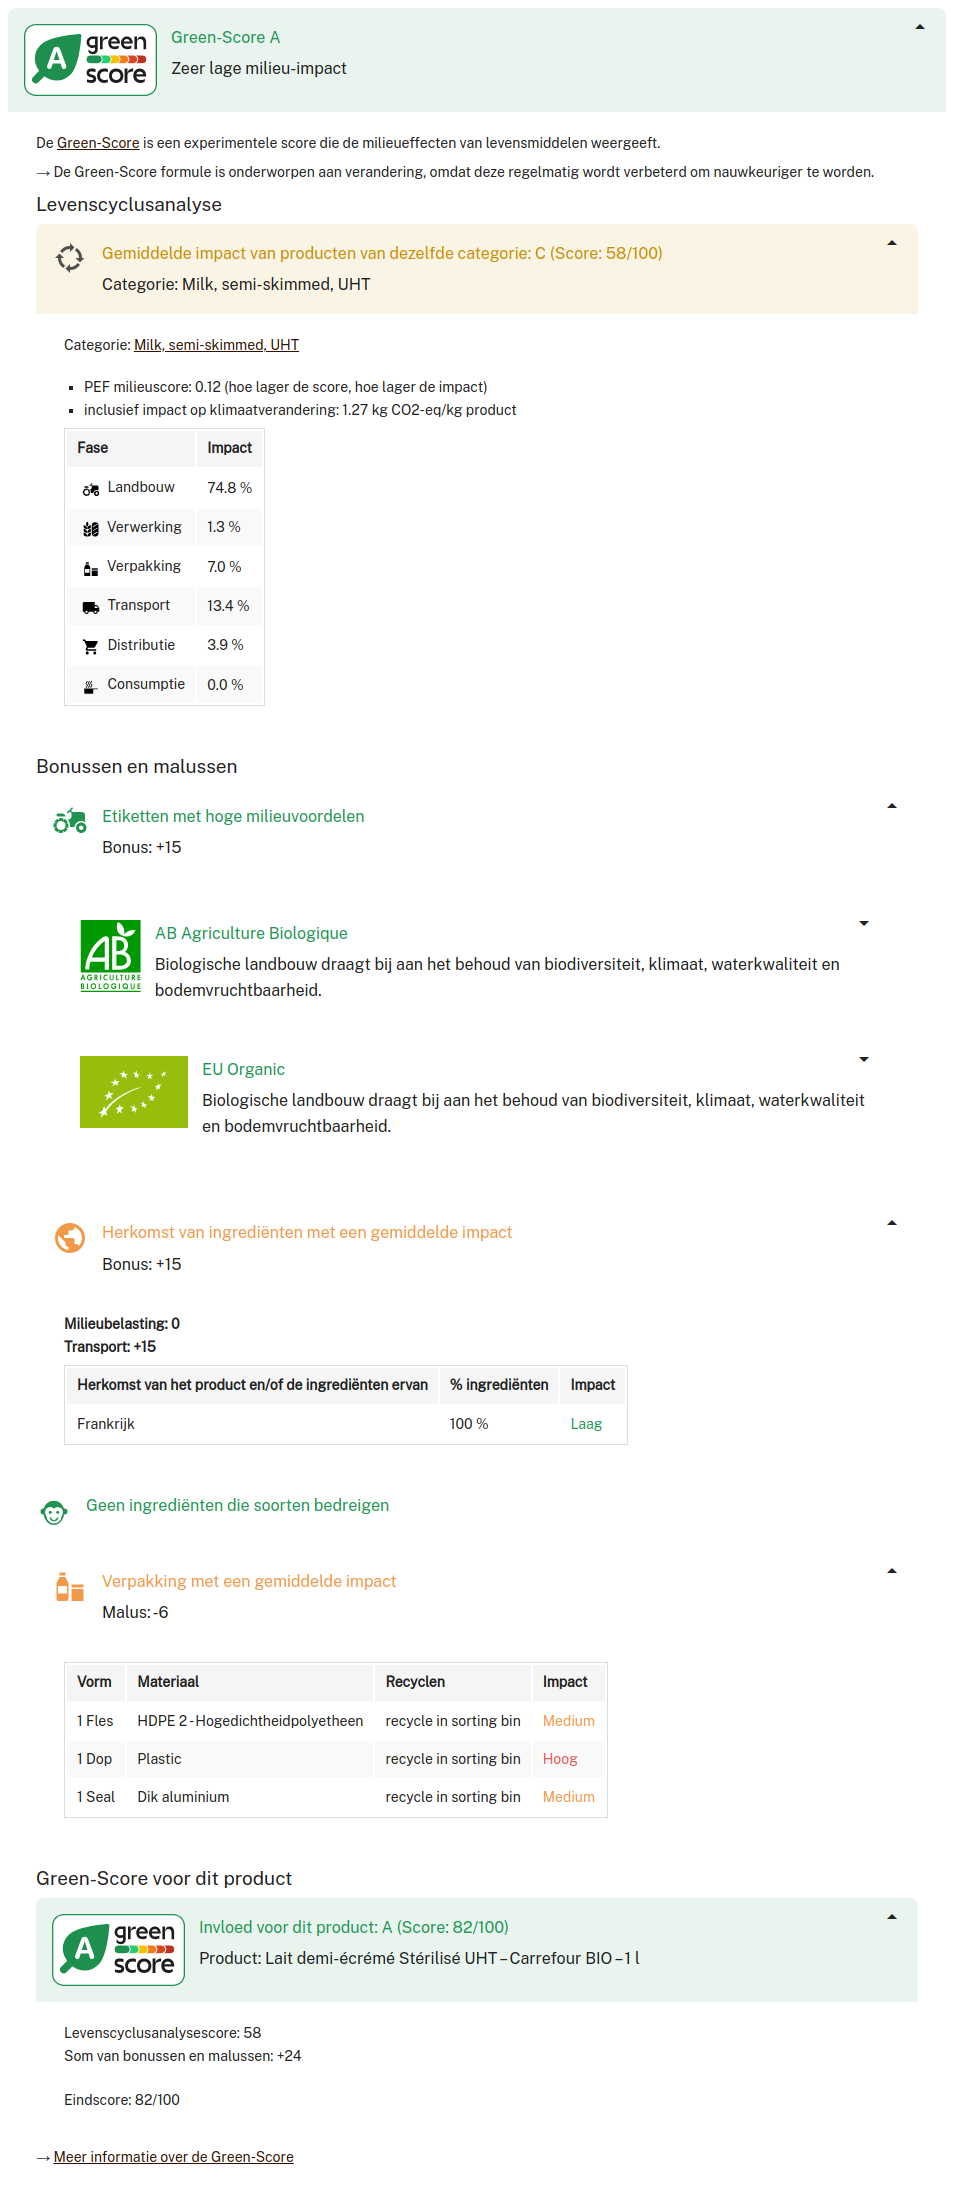 A green score
Green-Score A
Zeer lage milieu-impact
De Green-Score is een experimentele score die de milieueffecten van levensmiddelen weergeeft.
→ De Green-Score formule is onderworpen aan verandering, omdat deze regelmatig wordt verbeterd om nauwkeuriger te worden.
Levenscyclusanalyse
Gemiddelde impact van producten van dezelfde categorie: C (Score: 58/100)
Categorie: Milk, semi-skimmed, UHT
Categorie: Milk, semi-skimmed, UHT
▪ PEF milieuscore: 0.12 (hoe lager de score, hoe lager de impact)
▪ inclusief impact op klimaatverandering: 1.27 kg CO2-eq/kg product
Fase Impact
Landbouw 74.8 %
Verwerking 1.3 %
Verpakking 7.0 %
Transport 13.4 %
Distributie 3.9 %
Consumptie 0.0 %
Bonussen en malussen
Etiketten met hoge milieuvoordelen
Bonus: +15
AB
AGRICULTURE
BIOLOGIQUE
AB Agriculture Biologique
Biologische landbouw draagt bij aan het behoud van biodiversiteit, klimaat, waterkwaliteit en
bodemvruchtbaarheid.
EU Organic
Biologische landbouw draagt bij aan het behoud van biodiversiteit, klimaat, waterkwaliteit
en bodemvruchtbaarheid.
Herkomst van ingrediënten met een gemiddelde impact
Bonus: +15
Milieubelasting: 0
Transport: +15
Herkomst van het product en/of de ingrediënten ervan % ingrediënten Impact
Frankrijk 100 % Laag
Geen ingrediënten die soorten bedreigen
Verpakking met een gemiddelde impact
Malus: -6
Vorm Materiaal Recyclen Impact
1 Fles HDPE 2 - Hogedichtheidpolyetheen recycle in sorting bin Medium
1 Dop Plastic recycle in sorting bin Hoog
1 Seal Dik aluminium recycle in sorting bin Medium
Green-Score voor dit product
A green score
Invloed voor dit product: A (Score: 82/100)
Product: Lait demi-écrémé Stérilisé UHT – Carrefour BIO – 1 l
Levenscyclusanalysescore: 58
Som van bonussen en malussen: +24
Eindscore: 82/100
→ Meer informatie over de Green-Score